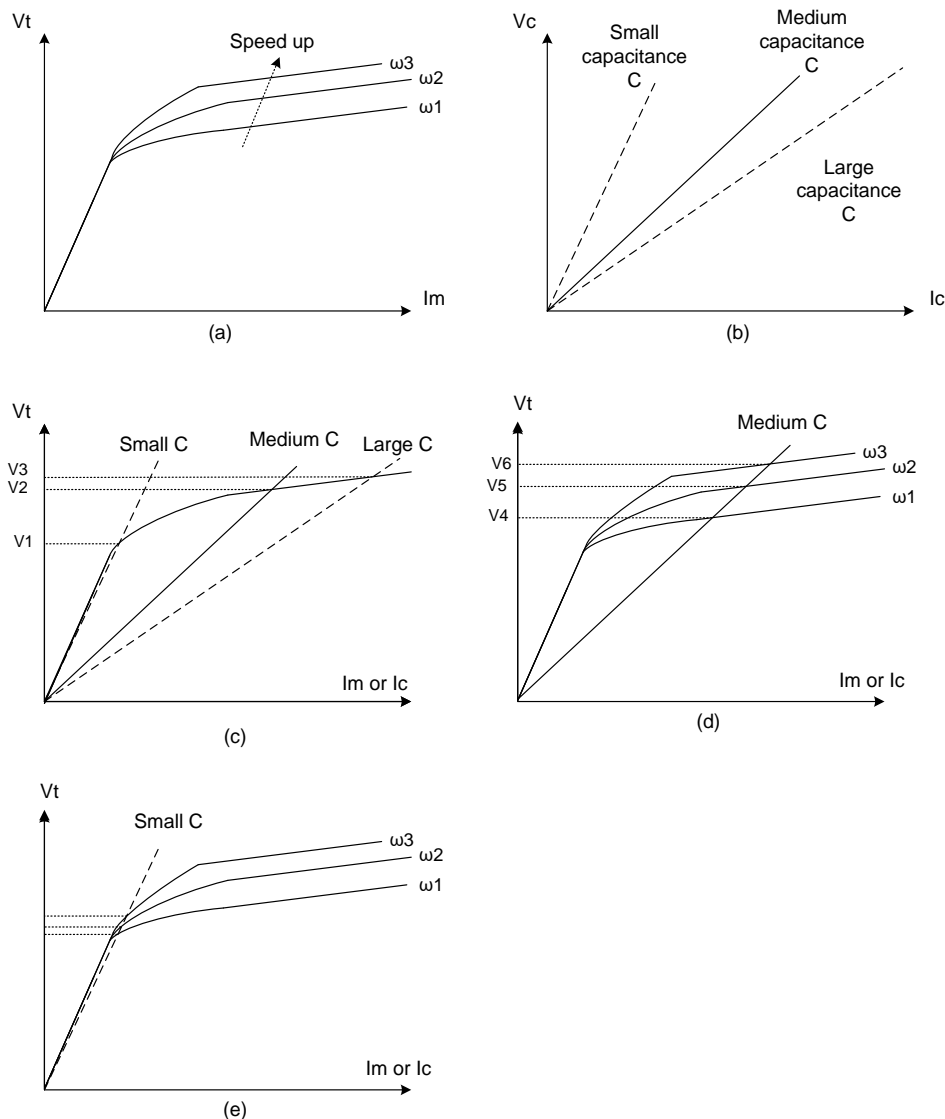 Vt
Speed up
ω3
ω2
ω1
Im
(a)
Vc
Small
capacitance
C
Medium
capacitance
C
Large
capacitance
C
Ic
(b)
Vt
Small C
Medium C
Large C
V3
V2
V1
Im or Ic
(c)
Vt
Medium C
V6
V5
V4
ω3
ω2
ω1
Im or Ic
(d)
Vt
Small C
ω3
ω2
ω1
Im or Ic
(e)